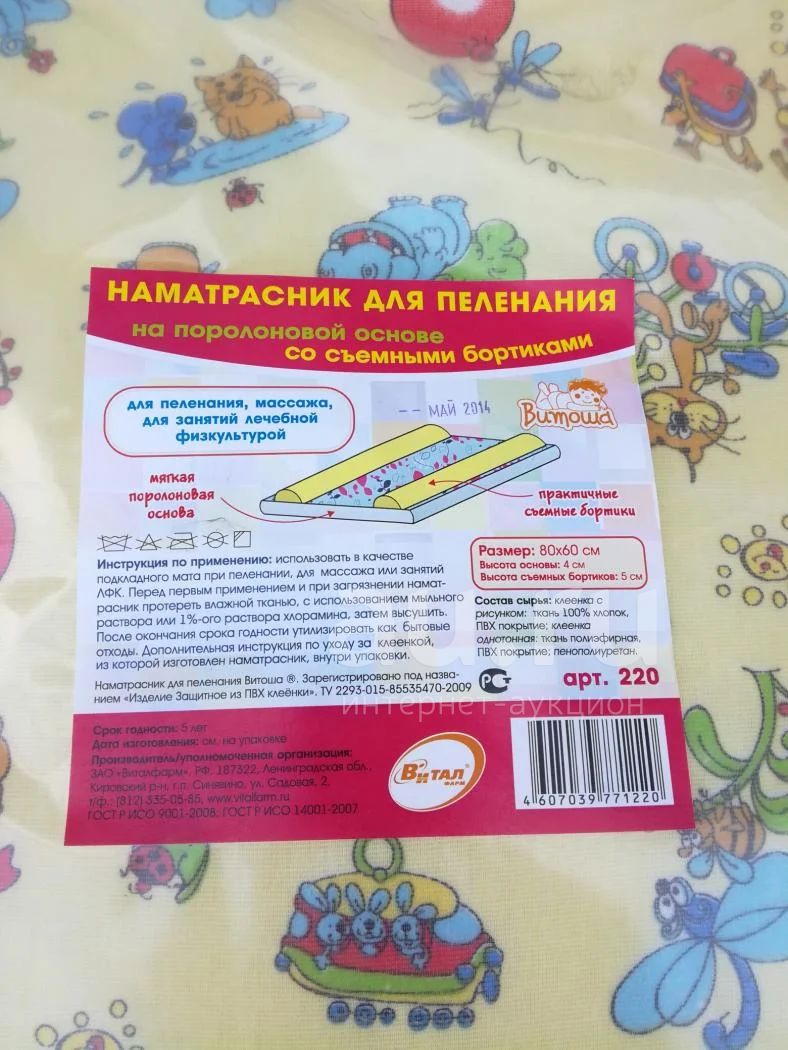 НАМАТРАСНИК ДЛЯ ПЕЛЕНАНИЯ
на поролоновой основе
со съемными бортиками
для пеленания, массажа,
для занятий лечебной
физкультурой
-- МАЙ 2014
Витоша
мягкая
поролоновая
основа
практичные
съемные бортики
Инструкция по применению: использовать в качестве
подкладного мата при пеленании, для массажа или занятий
ЛФК. Перед первым применением и при загрязнении намат-
расник протереть влажной тканью, с использованием мыльного
раствора или 1%-ого раствора хлорамина, затем высушить.
После окончания срока годности утилизировать как бытовые
отходы. Дополнительная инструкция по уходу за клеенкой,
из которой изготовлен наматрасник, внутри упаковки.
Размер: 80х60 см
Высота основы: 4 см
Высота съемных бортиков: 5 см
Состав сырья: клеенка с
рисунком: ткань 100% хлопок,
ПВХ покрытие; клеенка
однотонная: ткань полиэфирная,
ПВХ покрытие; пенополиуретан.
Наматрасник для пеленания Витоша ®. Зарегистрировано под назва-
нием «Изделие Защитное из ПВХ клеёнки». ТУ 2293-015-85535470-2009
РСТ
арт. 220
интернет-аукцион
Срок годности: 5 лет
Дата изготовления: см. на упаковке
Производитель/уполномоченная организация:
ЗАО «Виталфарм», РФ, 187322, Ленинградская обл.,
Кировский р-н, г.п. Синявино, ул. Садовая, 2,
т/ф.: (812) 335-05-85, www.vitalfarm.ru
ГОСТ Р ИСО 9001-2008; ГОСТ Р ИСО 14001-2007
ВИТАЛ
ФАРМ
4 607039 771220